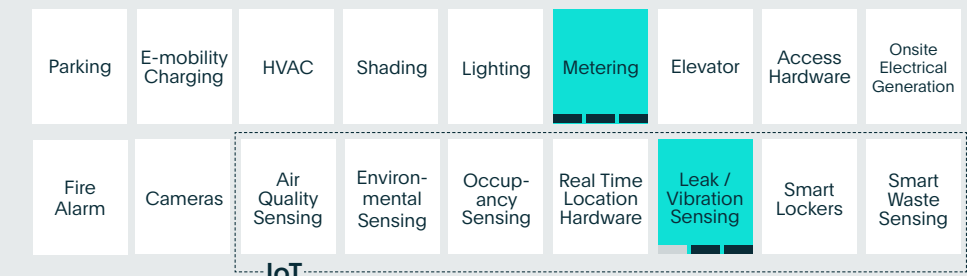 Parking
E-mobility
Charging
HVAC
Shading
Lighting
Metering
Elevator
Access
Hardware
Onsite
Electrical
Generation
Fire
Alarm
Cameras
Air
Quality
Sensing
Environ-
mental
Sensing
Occup-
ancy
Sensing
Real Time
Location
Hardware
Leak /
Vibration
Sensing
Smart
Lockers
Smart
Waste
Sensing
IoT